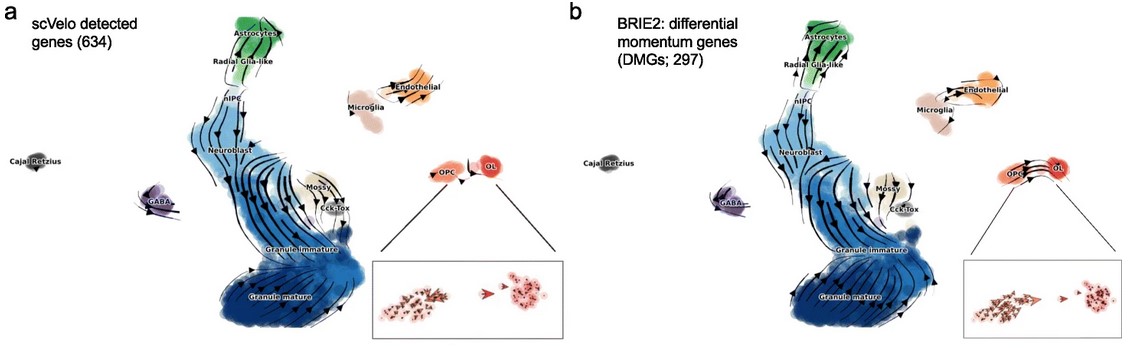 a
scVelo detected
genes (634)
Astrocytes
Radial Glia-like
nIPC
Endothelial
Microglia
Neuroblast
Cajal Retzius
OPC
OL
Mossy
GABA
Cck-Tox
Granule immature
Granule mature
b
BRIE2: differential
momentum genes
(DMGs; 297)
Astrocytes
Radial Glia-like
nIPC
Endothelial
Microglia
Neuroblast
Cajal Retzius
OPC
OL
Mossy
GABA
Cck-Tox
Granule immature
Granule mature